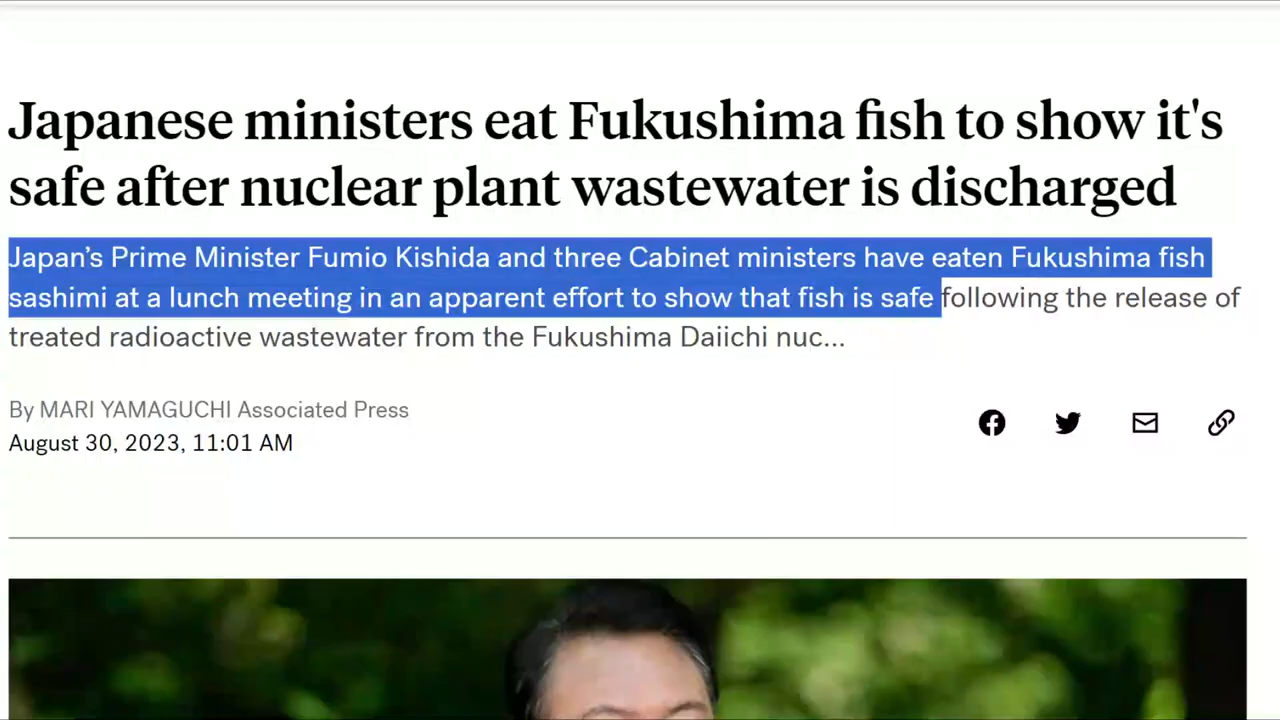 Japanese ministers eat Fukushima fish to show it's
safe after nuclear plant wastewater is discharged
Japan’s Prime Minister Fumio Kishida and three Cabinet ministers have eaten Fukushima fish
sashimi at a lunch meeting in an apparent effort to show that fish is safe following the release of
treated radioactive wastewater from the Fukushima Daiichi nuc...
By MARI YAMAGUCHI Associated Press
August 30, 2023, 11:01 AM